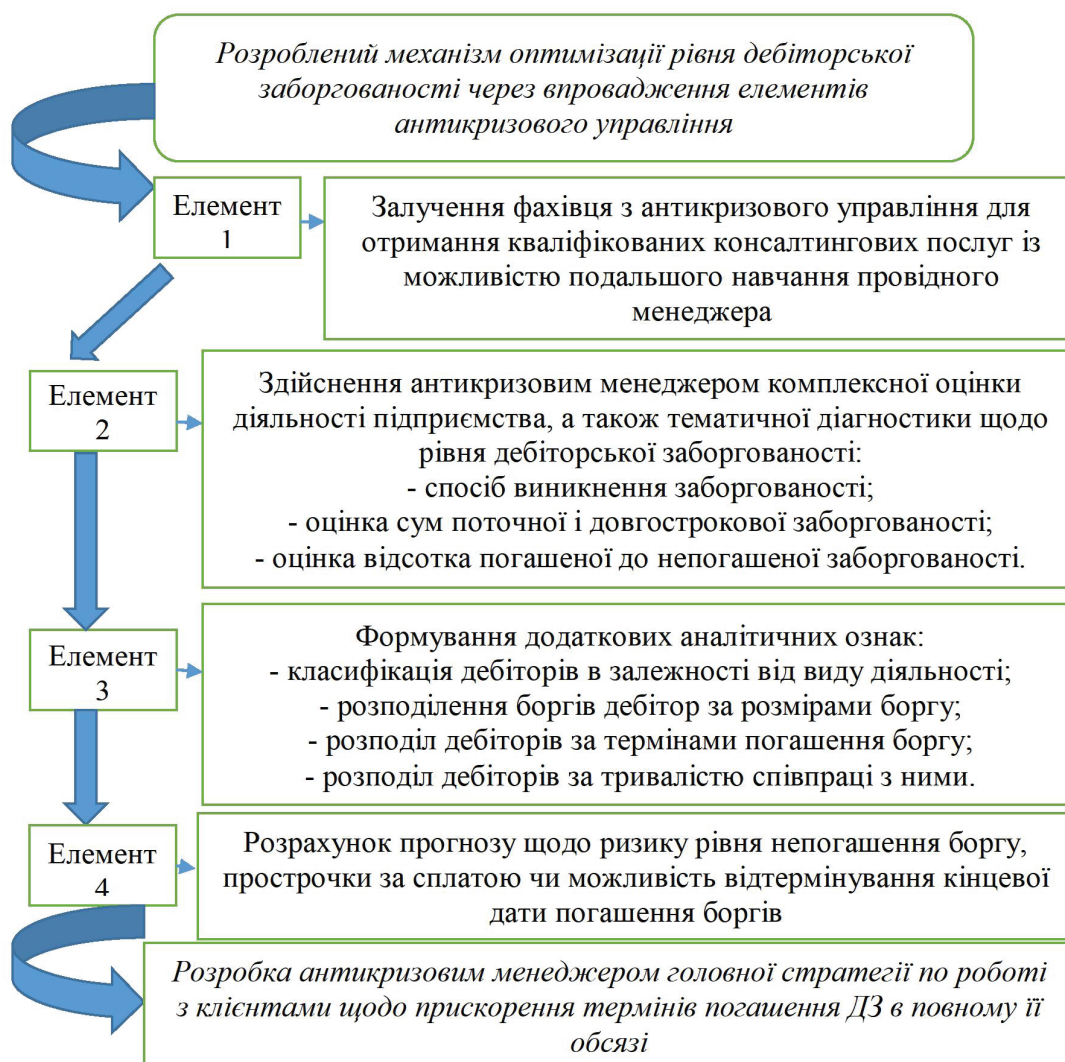 Розроблений механізм оптимізації рівня дебіторської
заборгованості через впровадження елементів
антикризового управління
Елемент
1
Залучення фахівця з антикризового управління для
отримання кваліфікованих консалтингових послуг із
можливістю подальшого навчання провідного
менеджера
Елемент
2
Здійснення антикризовим менеджером комплексної оцінки
діяльності підприємства, а також тематичної діагностики щодо
рівня дебіторської заборгованості:
- спосіб виникнення заборгованості;
- оцінка сум поточної і довгострокової заборгованості;
- оцінка відсотка погашеної до непогашеної заборгованості.
Елемент
3
Формування додаткових аналітичних ознак:
- класифікація дебіторів в залежності від виду діяльності;
- розподілення боргів дебітор за розмірами боргу;
- розподіл дебіторів за термінами погашення боргу;
- розподіл дебіторів за тривалістю співпраці з ними.
Елемент
4
Розрахунок прогнозу щодо ризику рівня непогашення боргу,
прострочки за сплатою чи можливість відтермінування кінцевої
дати погашення боргів
Розробка антикризовим менеджером головної стратегії по роботі
з клієнтами щодо прискорення термінів погашення ДЗ в повному її
обсязі